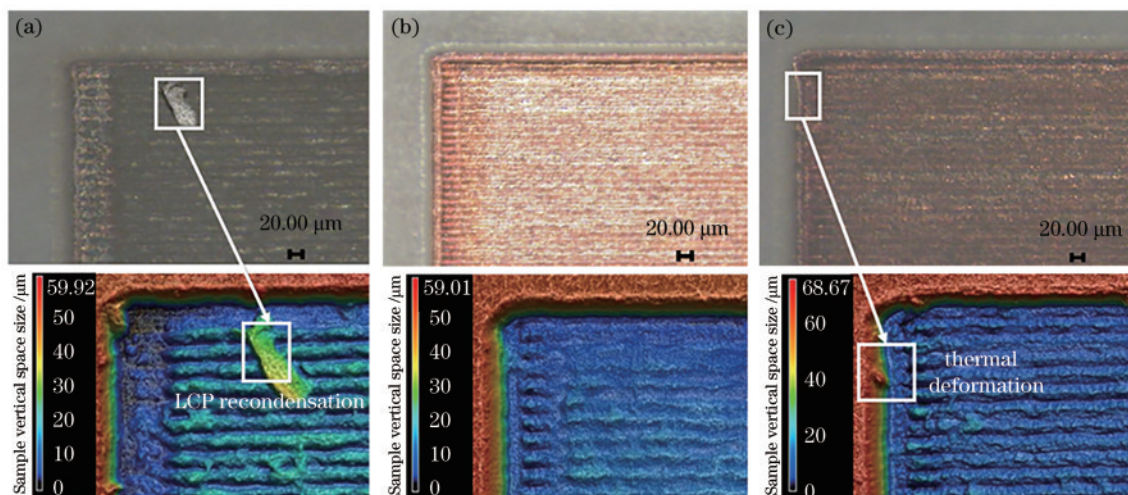 (a)
20.00 μm
(b)
20.00 μm
(c)
20.00 μm
Sample vertical space size /μm
59.92
50
40
30
20
10
0
LCP recondensation
Sample vertical space size /μm
59.01
50
40
30
20
10
0
Sample vertical space size /μm
68.67
60
40
20
0
thermal
deformation